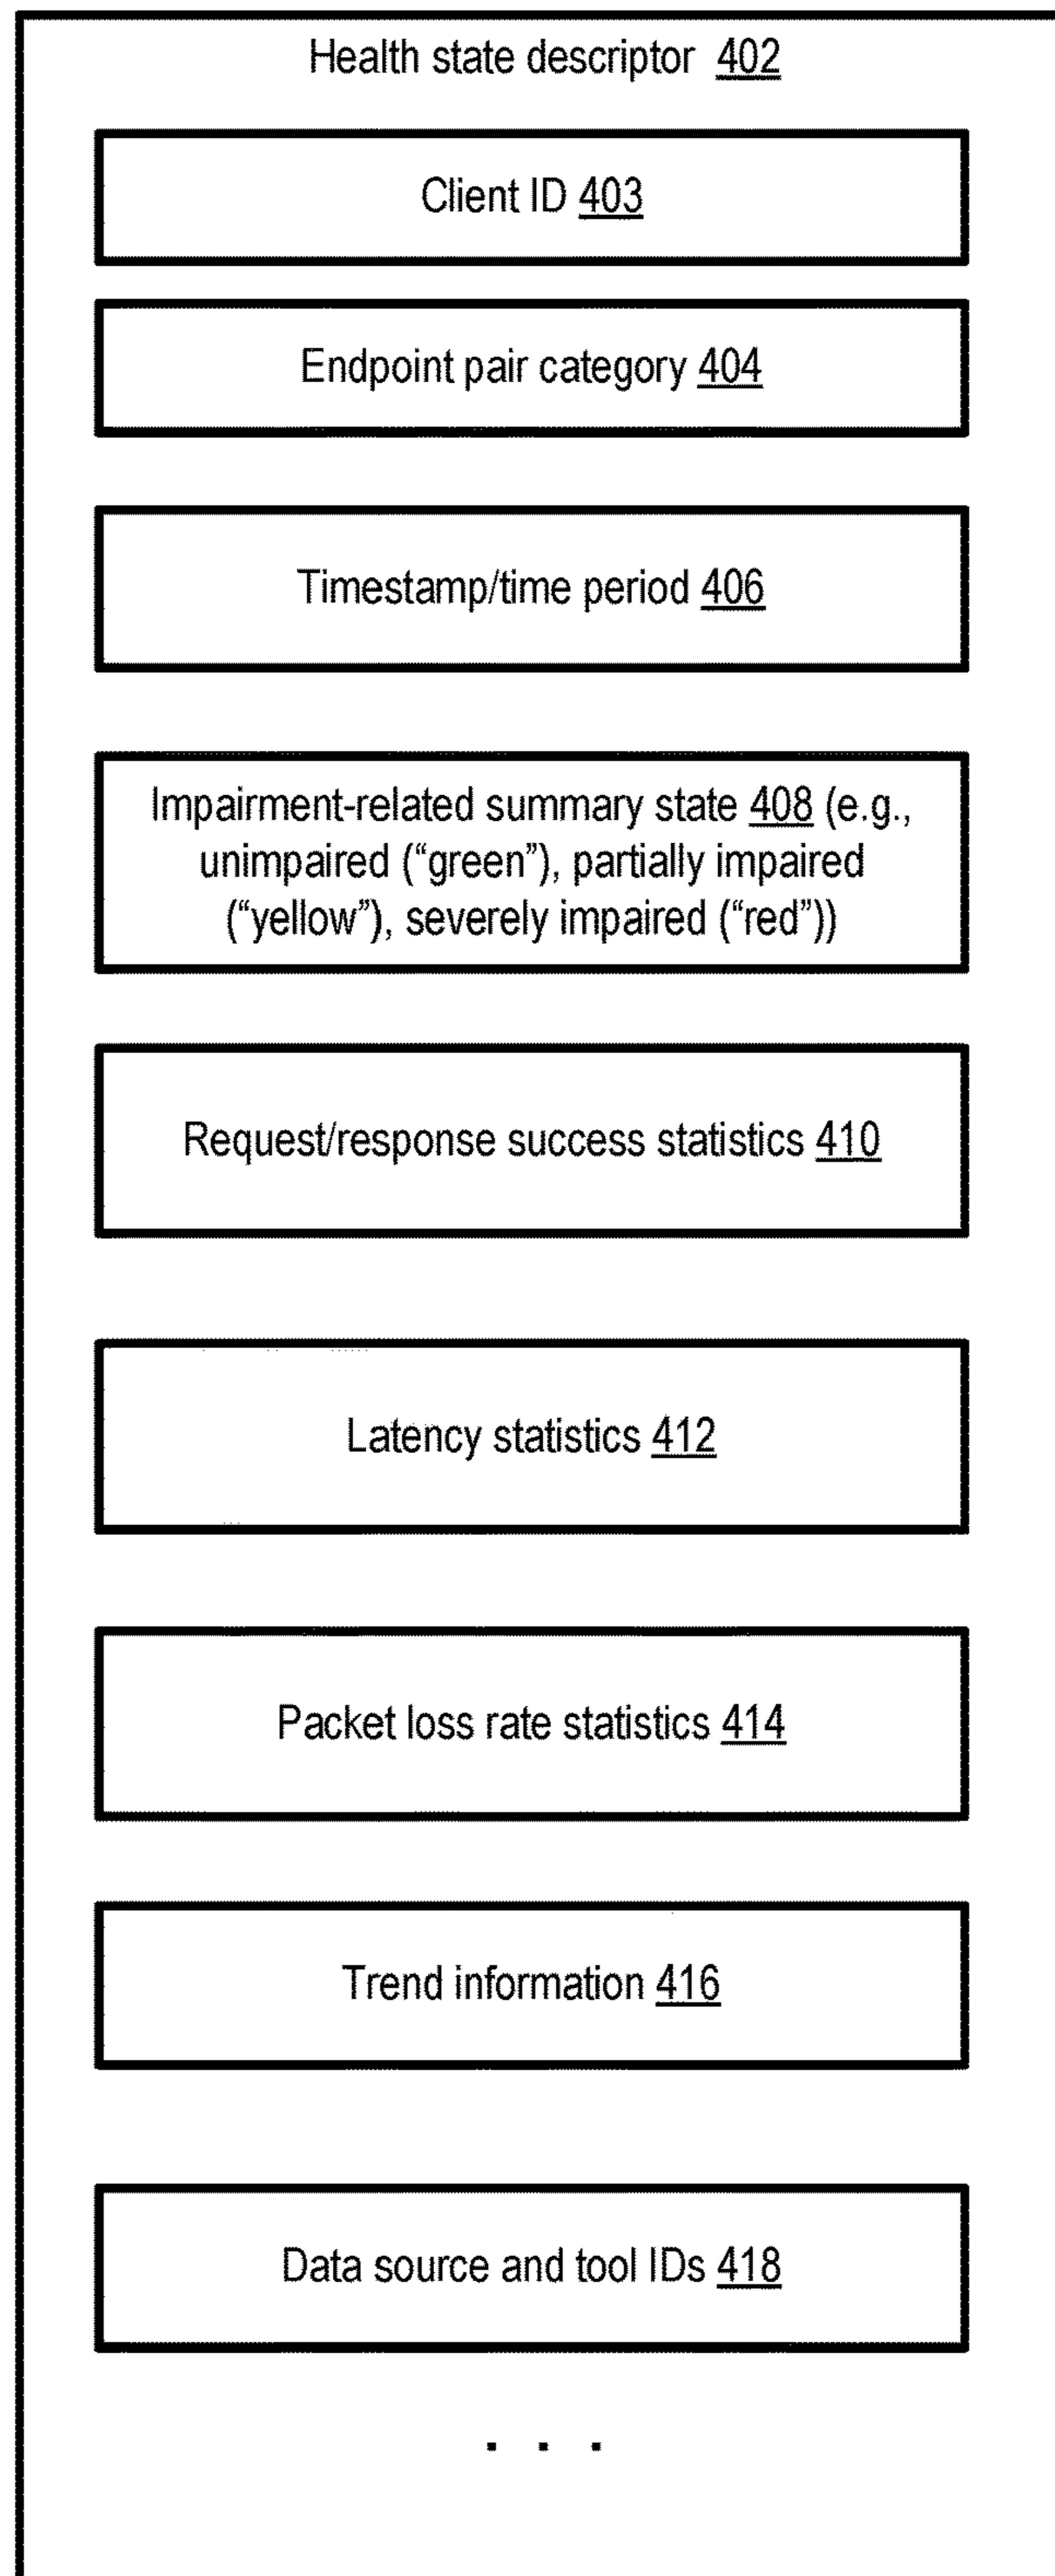 Health state descriptor 402
Client ID 403
Endpoint pair category 404
Timestamp/time period 406
Impairment-related summary state 408 (e.g.,
unimpaired (“green”), partially impaired
(“yellow”), severely impaired (“red”))
Request/response success statistics 410
Latency statistics 412
Packet loss rate statistics 414
Trend information 416
Data source and tool IDs 418
. . .